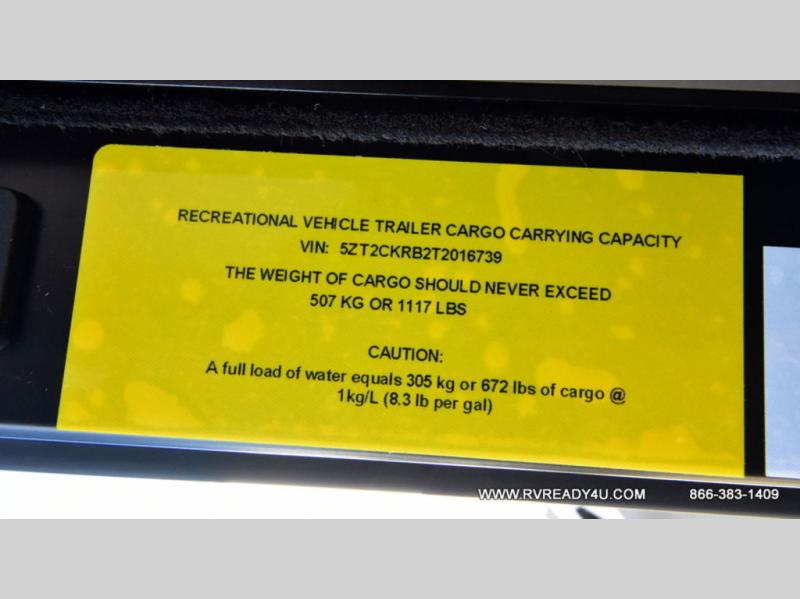 RECREATIONAL VEHICLE TRAILER CARGO CARRYING CAPACITY
VIN: 5ZT2CKRB2T2016739
THE WEIGHT OF CARGO SHOULD NEVER EXCEED
507 KG OR 1117 LBS
CAUTION:
A full load of water equals 305 kg or 672 lbs of cargo @
1kg/L (8.3 lb per gal)
WWW.RVREADY4U.COM 866-383-1409